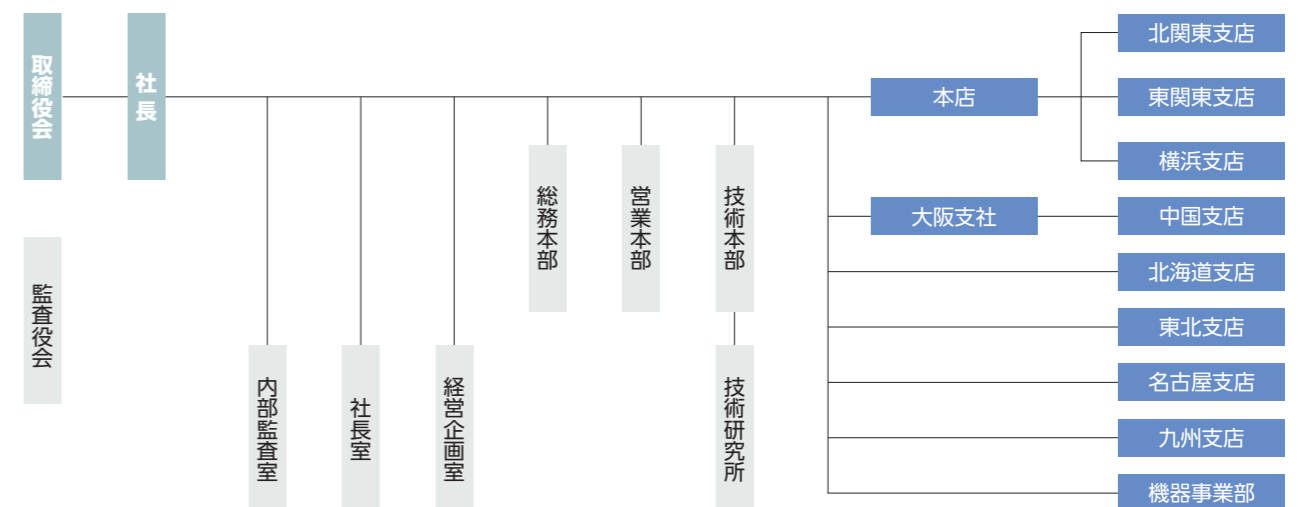 取締役会
社長
監査役会
内部監査室
社長室
経営企画室
総務本部
営業本部
技術本部
技術研究所
本店
北関東支店
東関東支店
横浜支店
大阪支社
中国支店
北海道支店
東北支店
名古屋支店
九州支店
機器事業部